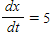 dx/dt = 5